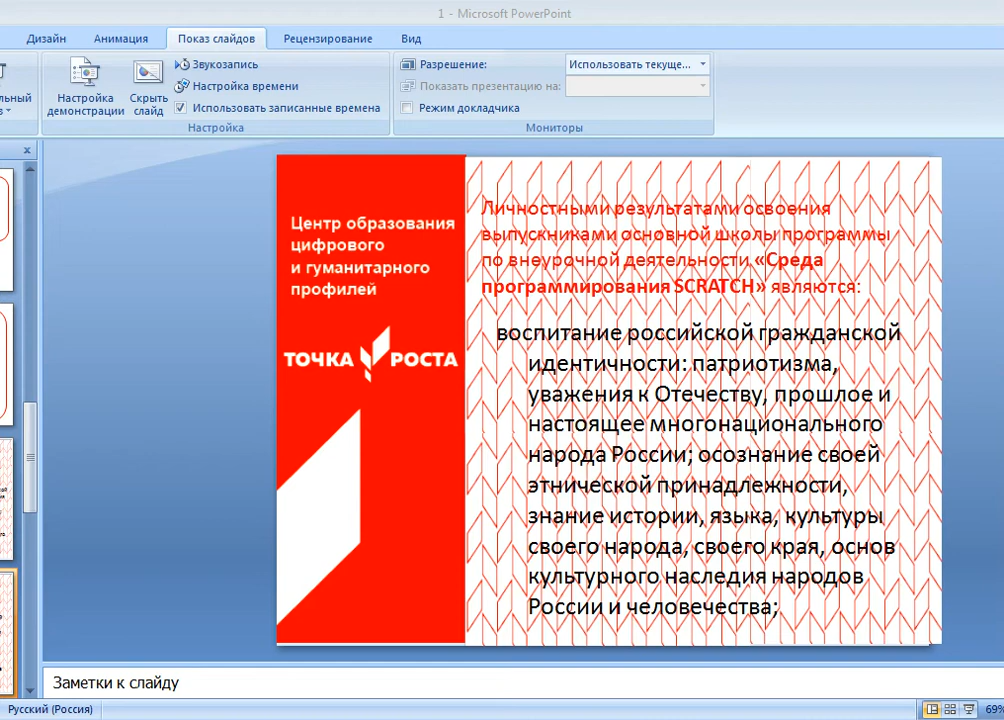 1 - Microsoft PowerPoint
Дизайн Анимация Показ слайдов Рецензирование Вид
Звукозапись
Настройка времени
Использовать записанные времена
Настройка демонстрации
Скрыть слайд
Настройка
Разрешение: Использовать текуще...
Показать презентацию на:
Режим докладчика
Мониторы
Центр образования
цифрового
и гуманитарного
профилей
ТОЧКА РОСТА
Личностными результатами освоения
выпускниками основной школы программы
по внеурочной деятельности «Среда
программирования SCRATCH» являются:
воспитание российской гражданской
идентичности: патриотизма,
уважения к Отечеству, прошлое и
настоящее многонационального
народа России; осознание своей
этнической принадлежности,
знание истории, языка, культуры
своего народа, своего края, основ
культурного наследия народов
России и человечества;
Заметки к слайду
Русский (Россия)
69%